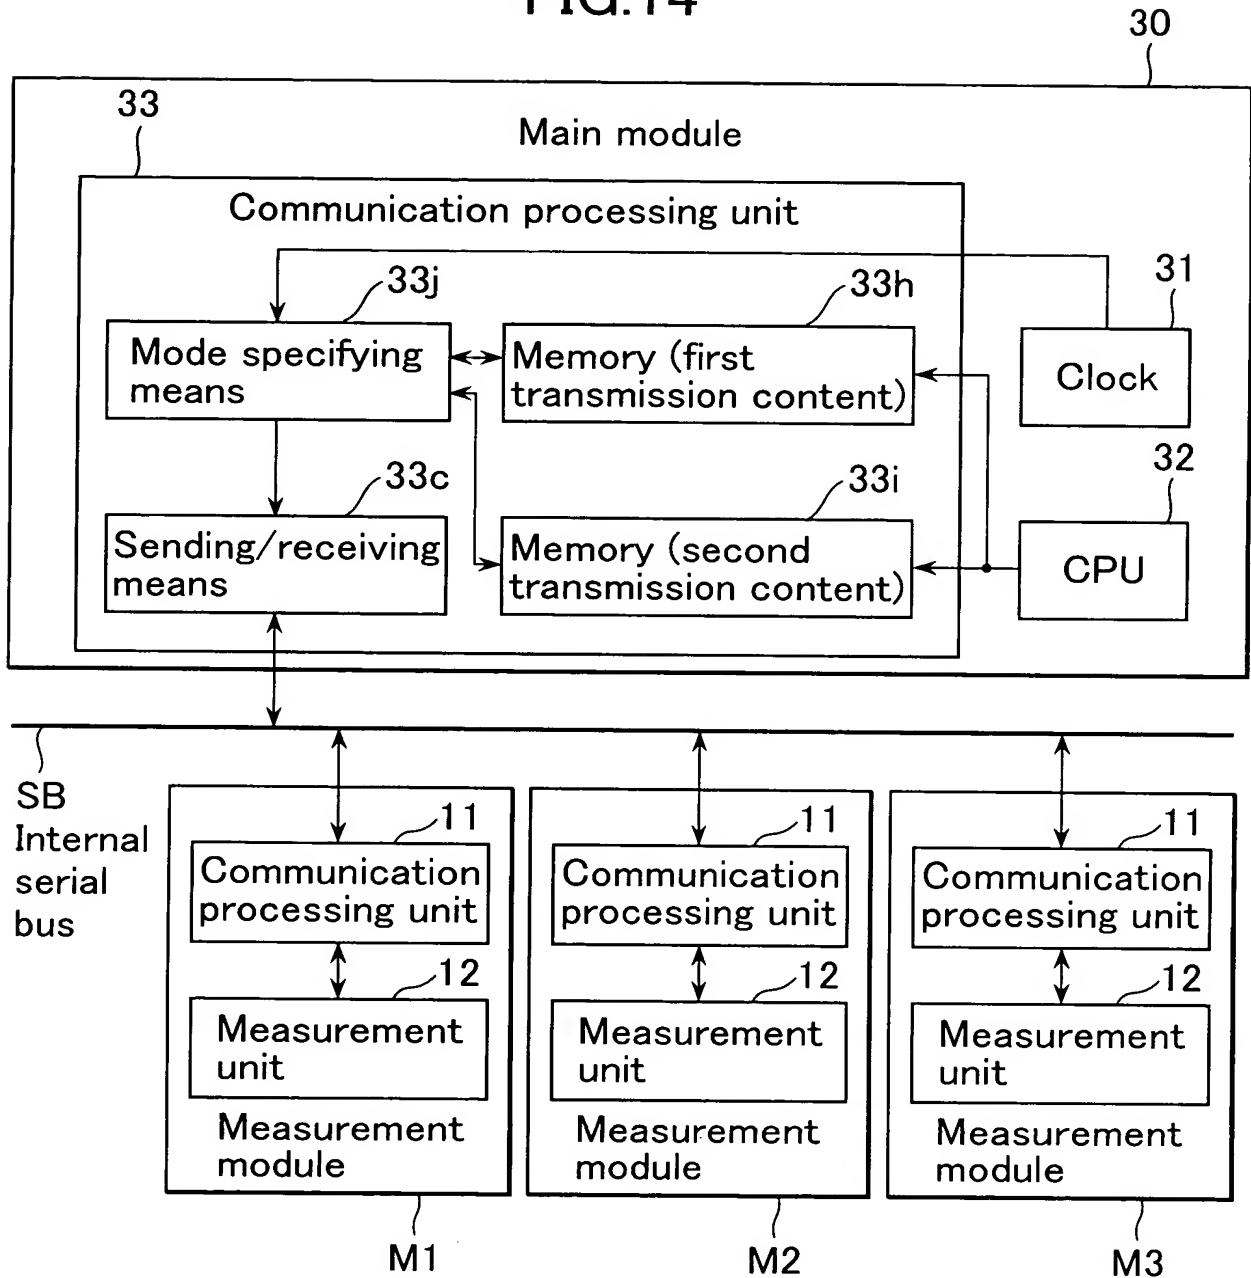 FIG.14
30
33
Main module
Communication processing unit
33j
33h
31
Mode specifying
means
Memory (first
transmission content)
Clock
33c
33i
32
Sending/receiving
means
Memory (second
transmission content)
CPU
SB
Internal
serial
bus
11
Communication
processing unit
12
Measurement
unit
Measurement
module
M1
11
Communication
processing unit
12
Measurement
unit
Measurement
module
M2
11
Communication
processing unit
12
Measurement
unit
Measurement
module
M3